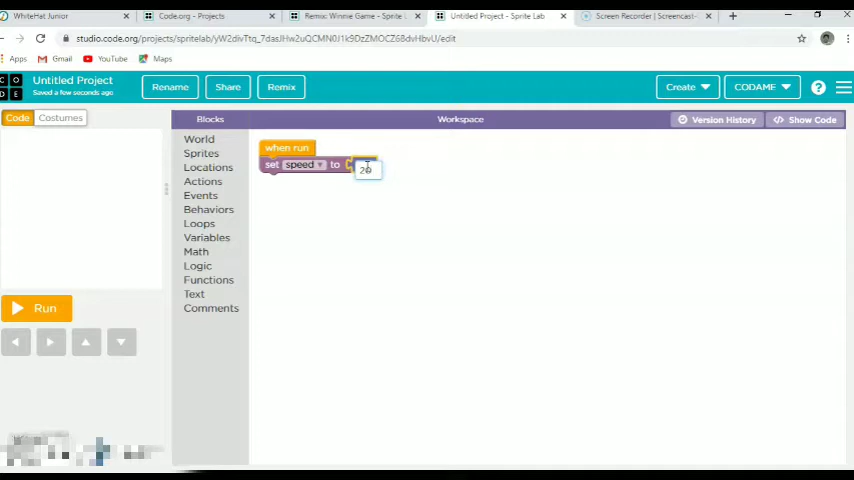 WhiteHat Junior
Code.org - Projects
Remix: Winnie Game - Sprite L
Untitled Project - Sprite Lab
Screen Recorder | Screencast-
Apps
Gmail
YouTube
Maps
CODE
Untitled Project
Saved a few seconds ago
Rename
Share
Remix
Create
CODAME
Code
Costumes
Blocks
Workspace
Version History
Show Code
World
Sprites
Locations
Actions
Events
Behaviors
Loops
Variables
Math
Logic
Functions
Text
Comments
when run
set speed to 20
Run